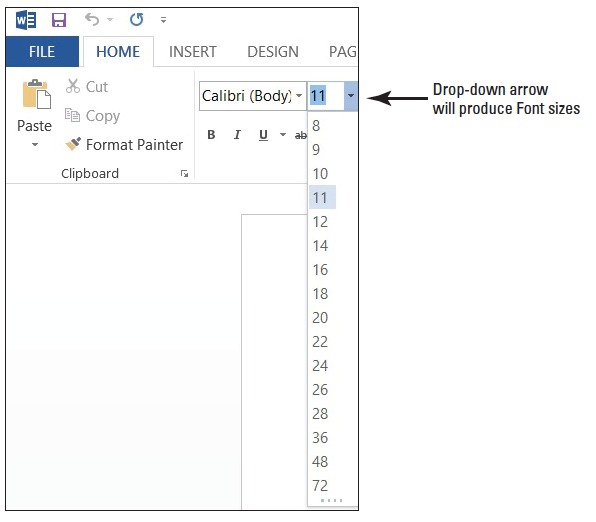 FILE HOME INSERT DESIGN PAG
Cut
Copy
Paste
Format Painter
Clipboard
Calibri (Body) 11
B I U ab
8
9
10
11
12
14
16
18
20
22
24
26
28
36
48
72
Drop-down arrow
will produce Font sizes